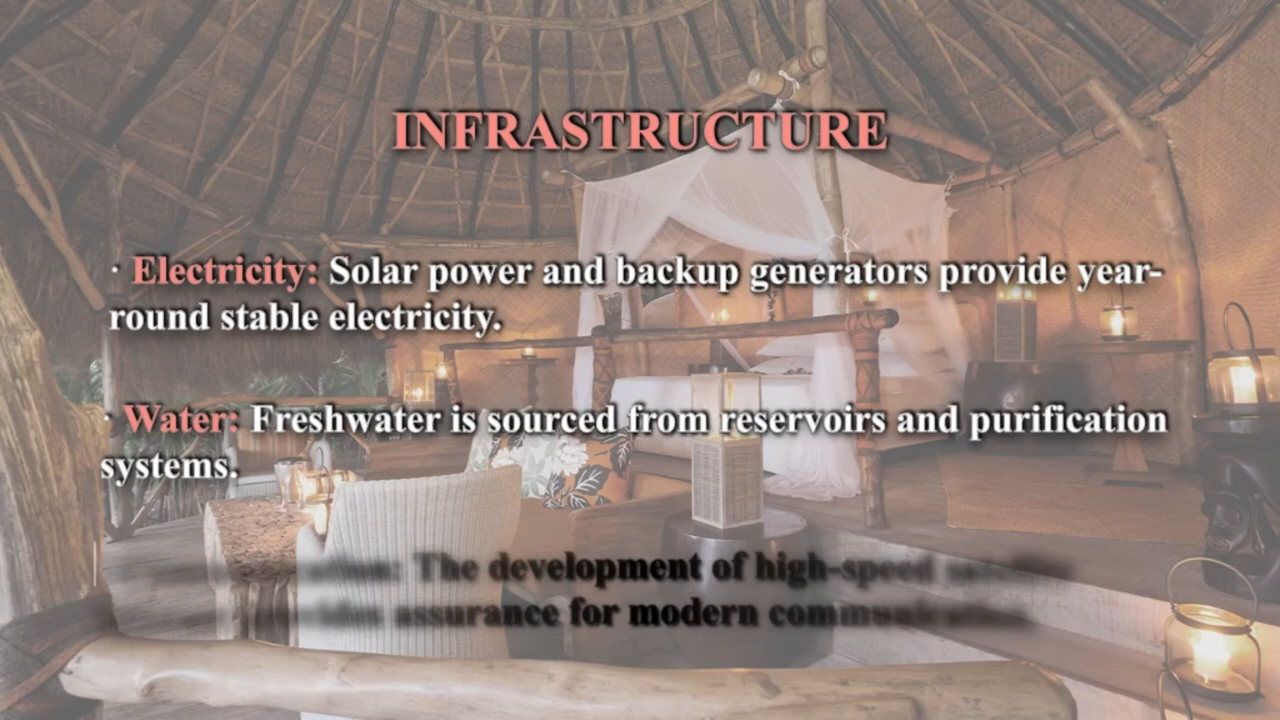 INFRASTRUCTURE
· Electricity: Solar power and backup generators provide year-
round stable electricity.
· Water: Freshwater is sourced from reservoirs and purification
systems.
The development of high-speed
assurance for modern